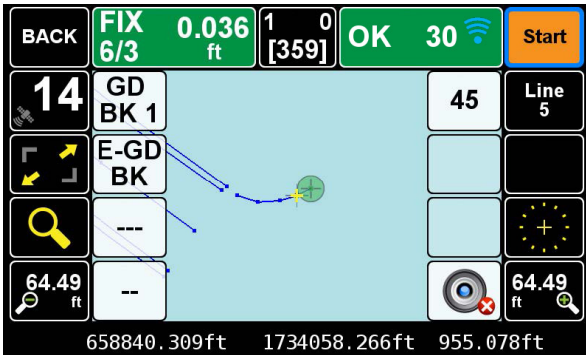 BACK
FIX 0.036
6/3 ft
1 0
[359]
OK 30
Start
14
GD
BK 1
45
Line
5
E-GD
BK
---
64.49
ft
--
64.49
ft
658840.309ft 1734058.266ft 955.078ft